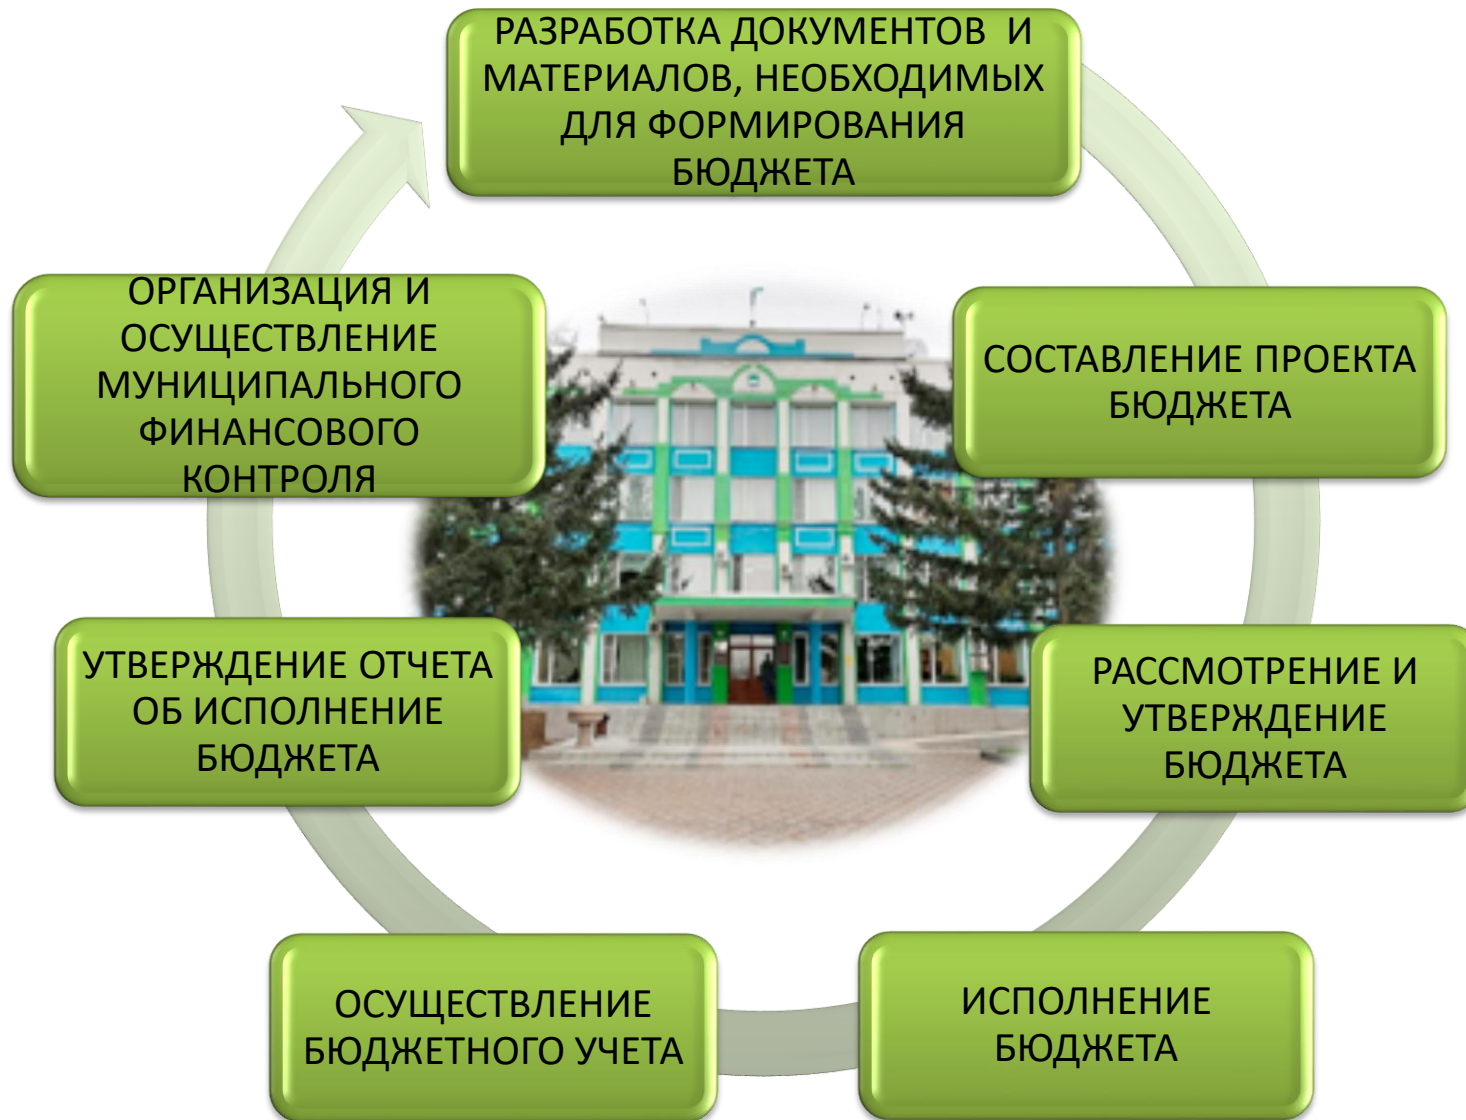 РАЗРАБОТКА ДОКУМЕНТОВ И
МАТЕРИАЛОВ, НЕОБХОДИМЫХ
ДЛЯ ФОРМИРОВАНИЯ
БЮДЖЕТА
СОСТАВЛЕНИЕ ПРОЕКТА
БЮДЖЕТА
РАССМОТРЕНИЕ И
УТВЕРЖДЕНИЕ
БЮДЖЕТА
ИСПОЛНЕНИЕ
БЮДЖЕТА
ОСУЩЕСТВЛЕНИЕ
БЮДЖЕТНОГО УЧЕТА
УТВЕРЖДЕНИЕ ОТЧЕТА
ОБ ИСПОЛНЕНИЕ
БЮДЖЕТА
ОРГАНИЗАЦИЯ И
ОСУЩЕСТВЛЕНИЕ
МУНИЦИПАЛЬНОГО
ФИНАНСОВОГО
КОНТРОЛЯ